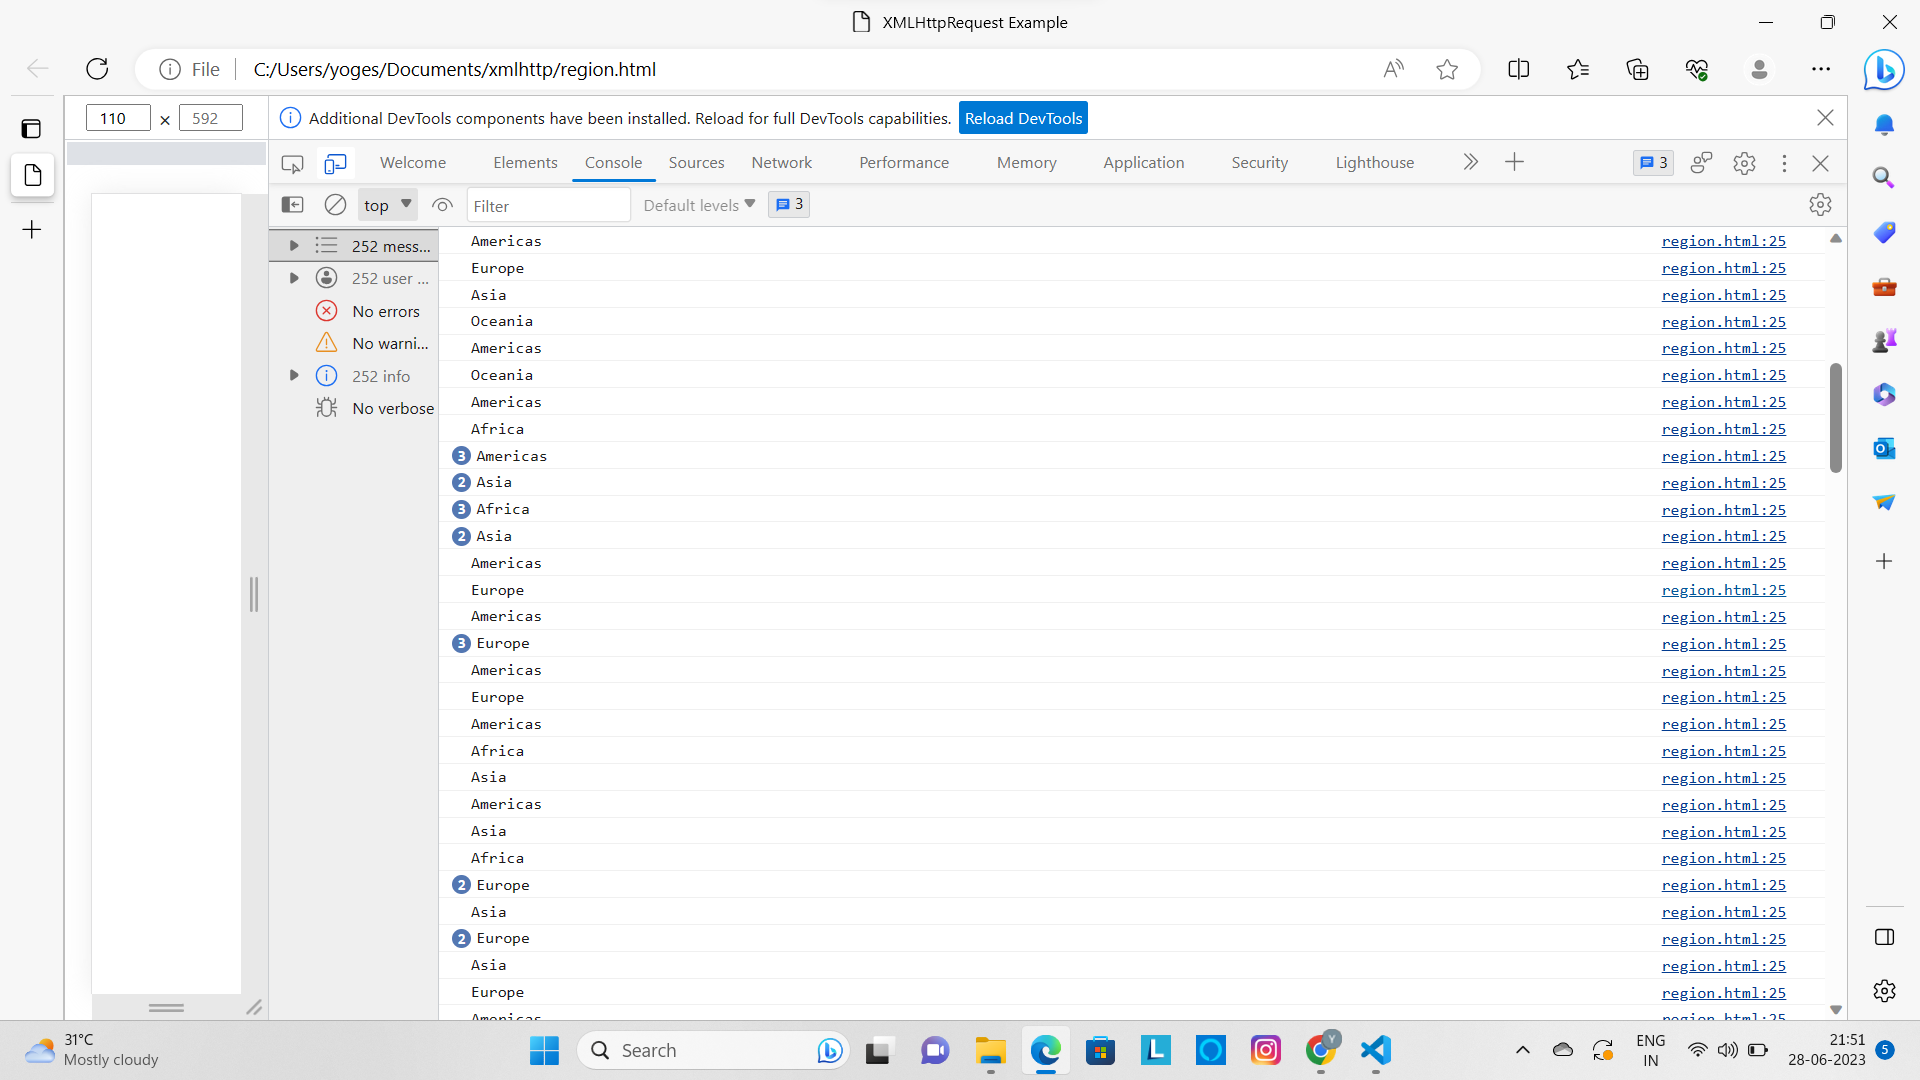 XMLHttpRequest Example
File
C:/Users/yoges/Documents/xmlhttp/region.html
110 × 592
Additional DevTools components have been installed. Reload for full DevTools capabilities. Reload DevTools
Welcome Elements Console Sources Network Performance Memory Application Security Lighthouse 3
top Filter Default levels 3
252 mess...
252 user ...
No errors
No warni...
252 info
No verbose
Americas region.html:25
Europe region.html:25
Asia region.html:25
Oceania region.html:25
Americas region.html:25
Oceania region.html:25
Americas region.html:25
Africa region.html:25
3 Americas region.html:25
2 Asia region.html:25
3 Africa region.html:25
2 Asia region.html:25
Americas region.html:25
Europe region.html:25
Americas region.html:25
3 Europe region.html:25
Americas region.html:25
Europe region.html:25
Americas region.html:25
Africa region.html:25
Asia region.html:25
Americas region.html:25
Asia region.html:25
Africa region.html:25
2 Europe region.html:25
Asia region.html:25
2 Europe region.html:25
Asia region.html:25
Europe region.html:25
Americas region.html:25
31°C
Mostly cloudy
Search
Y
ENG
IN
21:51
28-06-2023
5